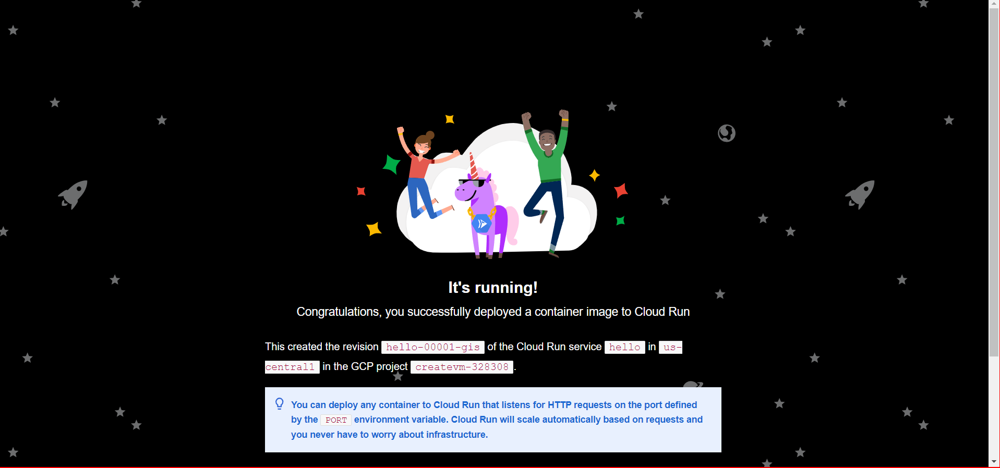 It's running!
Congratulations, you successfully deployed a container image to Cloud Run
This created the revision hello-00001-gis of the Cloud Run service hello in us-
central1 in the GCP project createvm-328308.
You can deploy any container to Cloud Run that listens for HTTP requests on the port defined
by the PORT environment variable. Cloud Run will scale automatically based on requests and
you never have to worry about infrastructure.